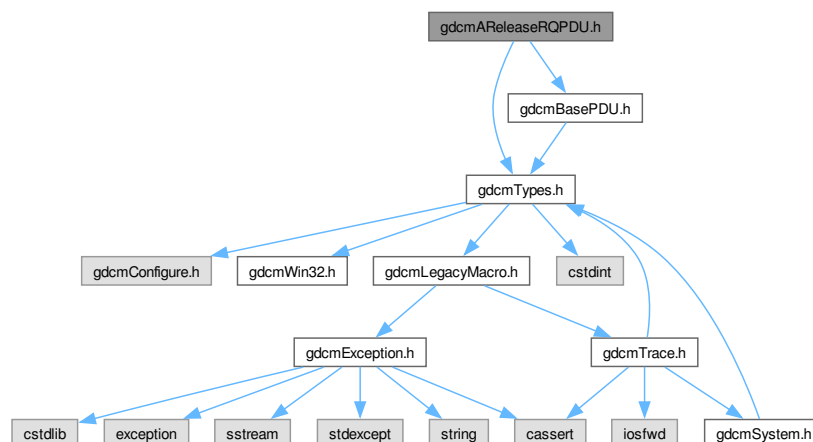 gdcmAReleaseRQPDU.h
gdcmBasePDU.h
gdcmTypes.h
gdcmConfigure.h
gdcmWin32.h
gdcmLegacyMacro.h
cstdint
gdcmException.h
gdcmTrace.h
cstdlib
exception
sstream
stdexcept
string
cassert
iosfwd
gdcmSystem.h